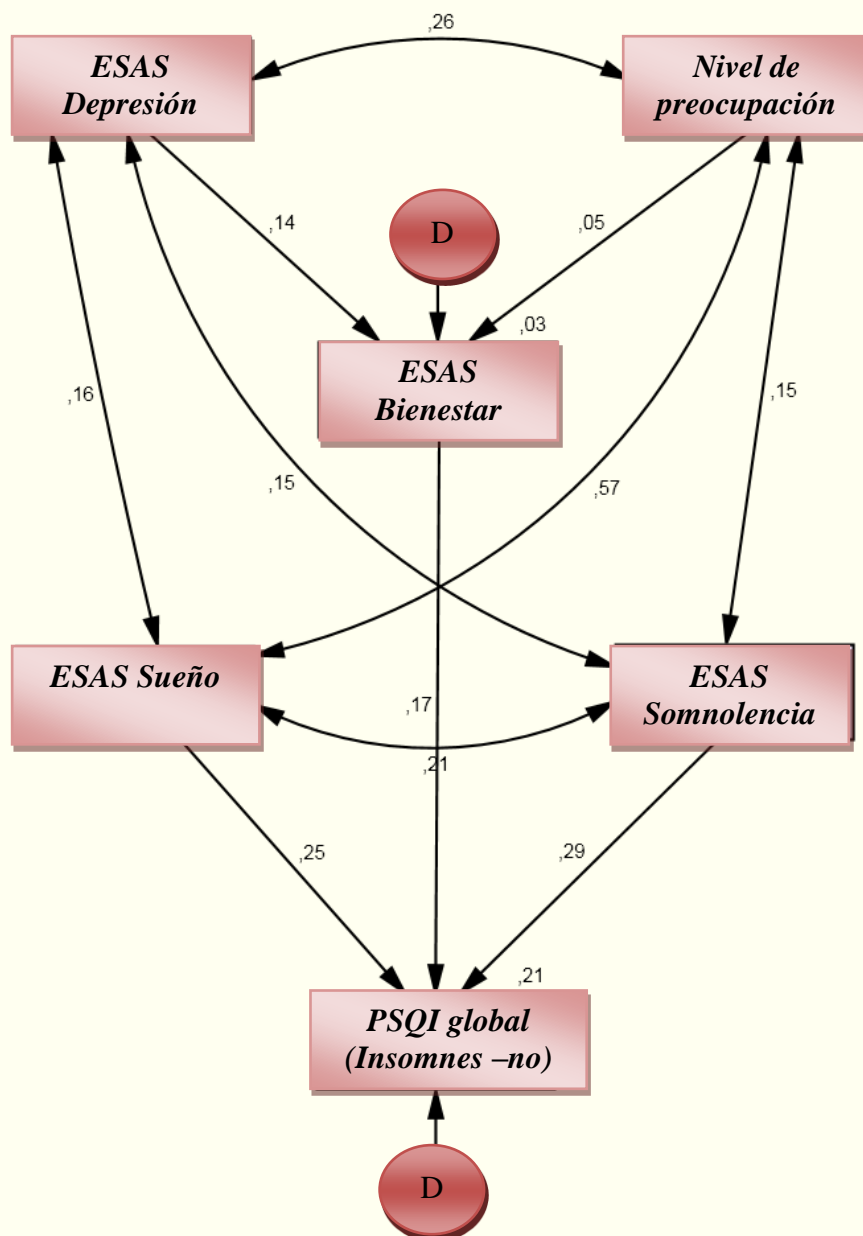 ,26
ESAS
Depresión
Nivel de
preocupación
,14
D
,05
,03
ESAS
Bienestar
,16
,15
,15
,57
ESAS Sueño
ESAS
Somnolencia
,17
,21
,25
,29
,21
PSQI global
(Insomnes –no)
D